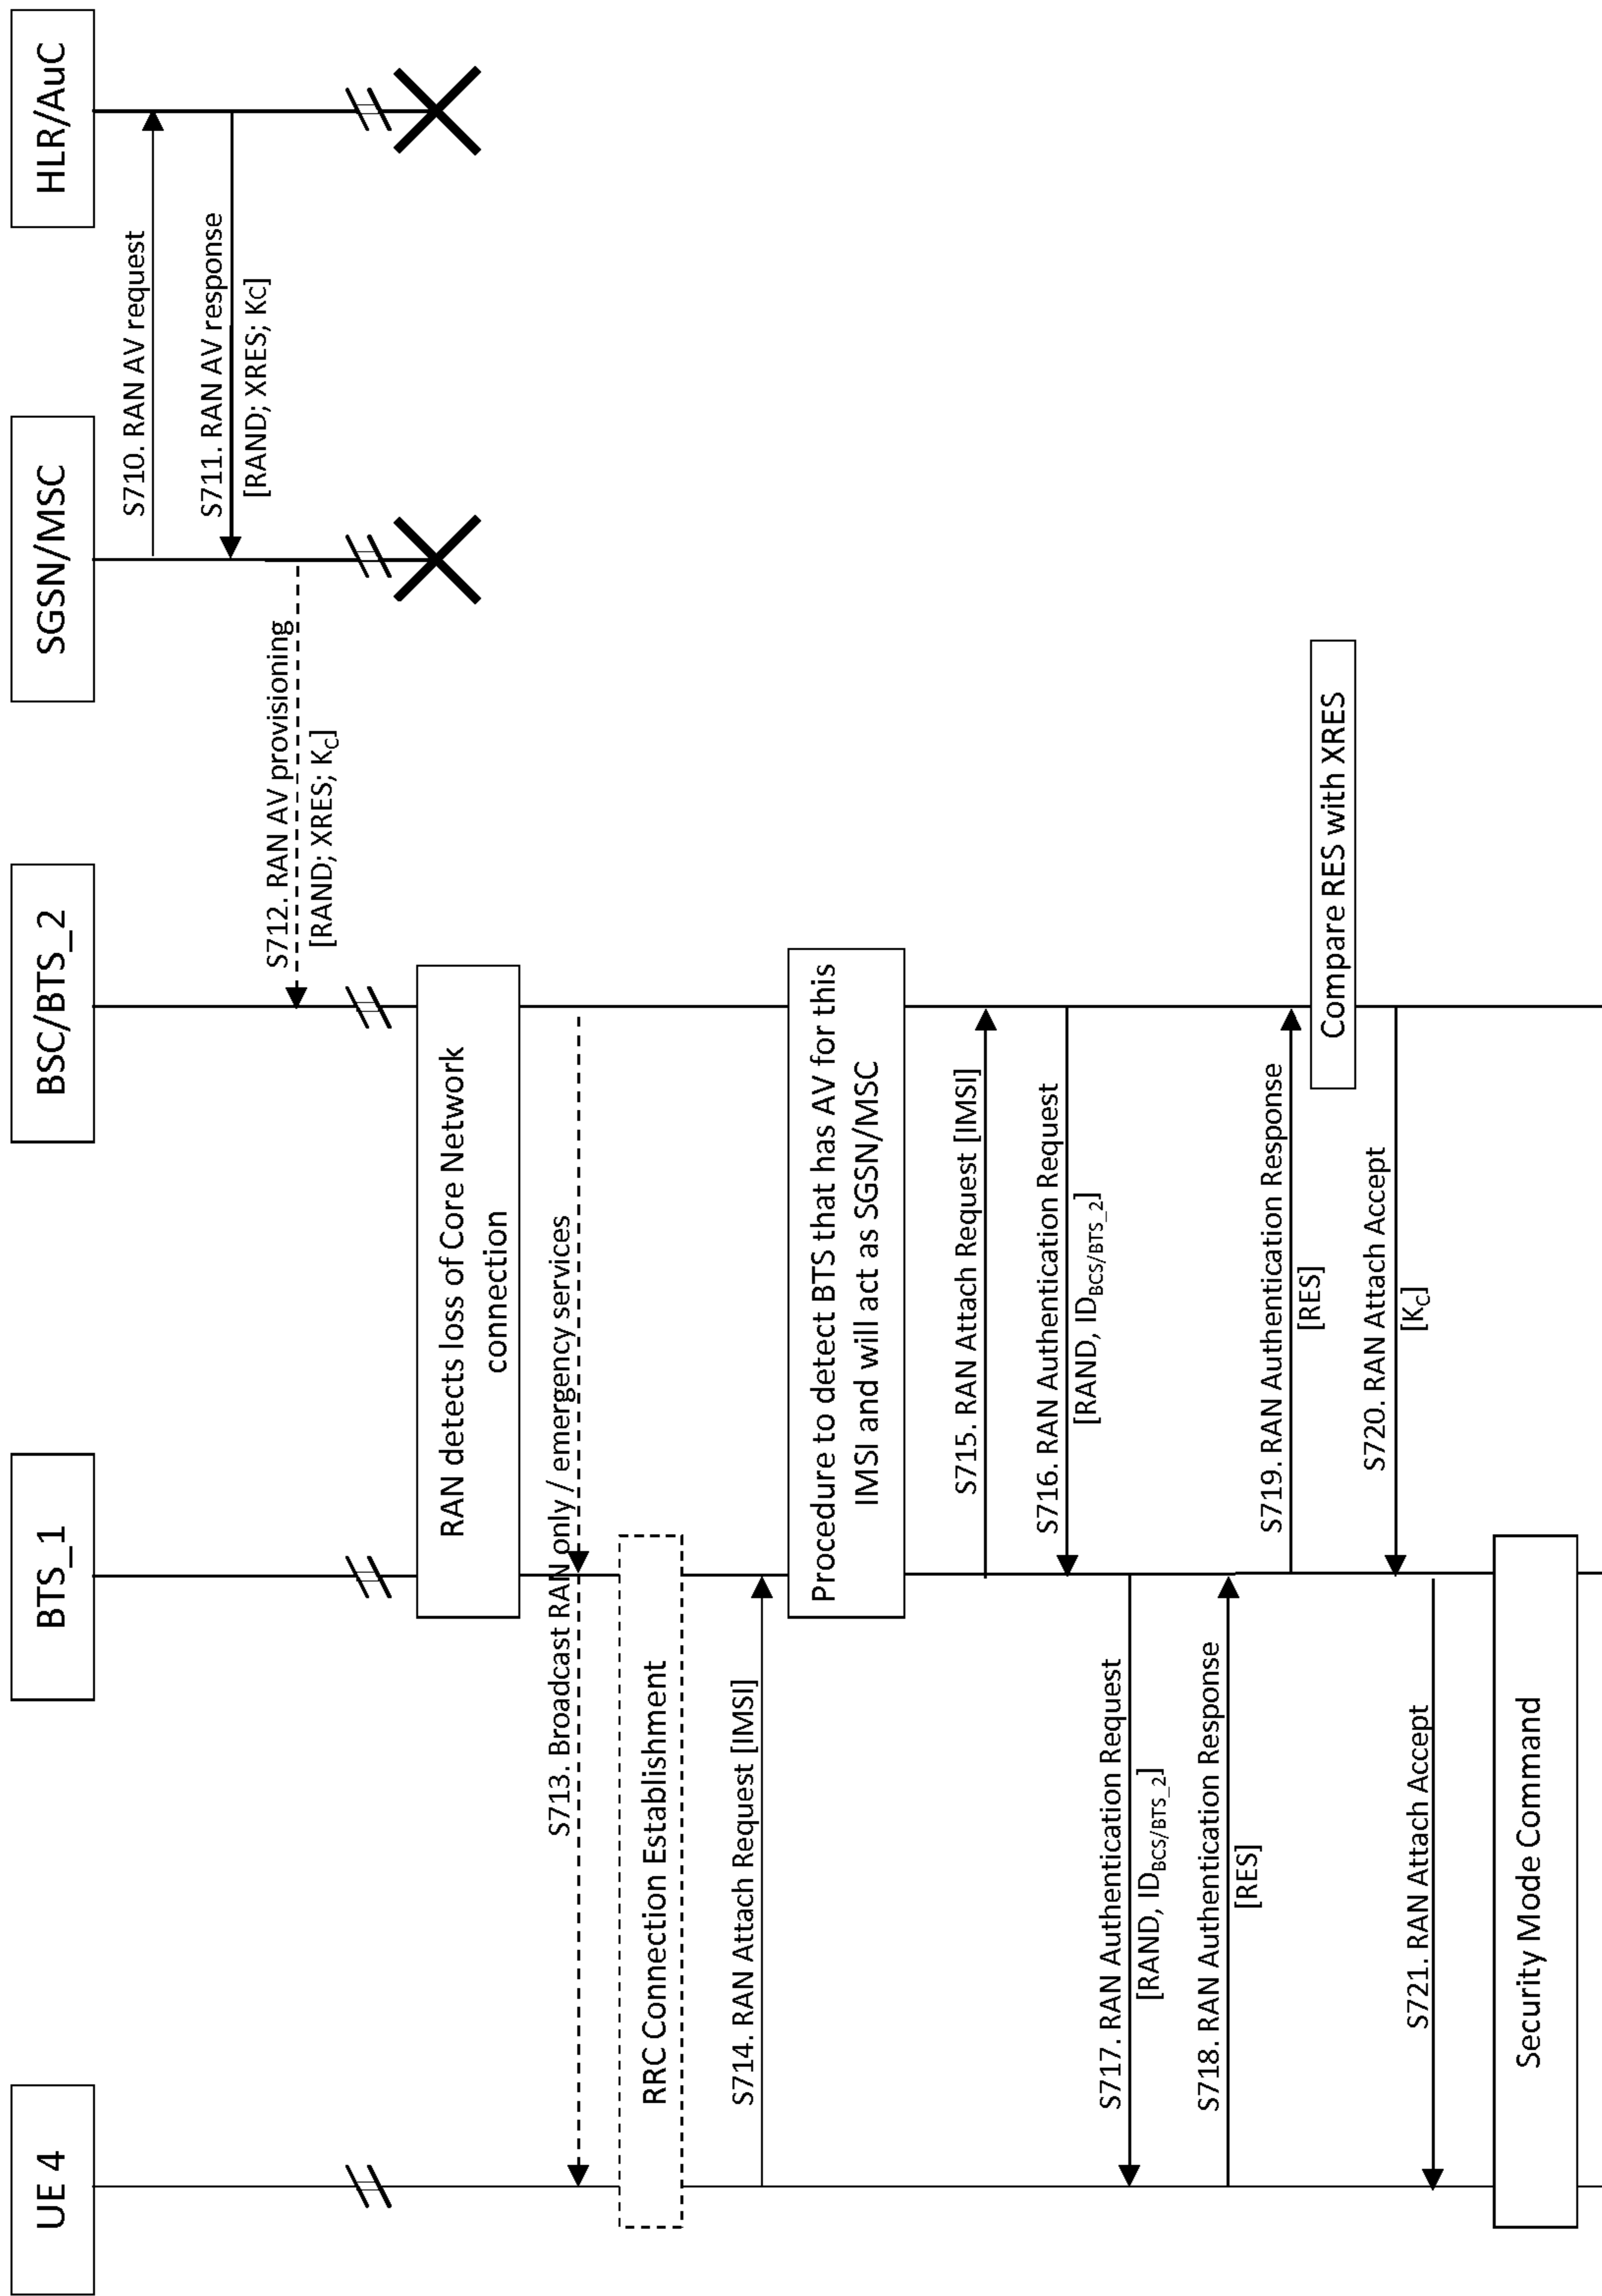 UE 4
BTS_1
BSC/BTS_2
SGSN/MSC
HLR/AuC
S710. RAN AV request
S711. RAN AV response
[RAND; XRES; KC]
S712. RAN AV provisioning
[RAND; XRES; KC]
RAN detects loss of Core Network
connection
S713. Broadcast RAN only / emergency services
RRC Connection Establishment
S714. RAN Attach Request [IMSI]
Procedure to detect BTS that has AV for this
IMSI and will act as SGSN/MSC
S715. RAN Attach Request [IMSI]
S716. RAN Authentication Request
[RAND, IDBCS/BTS_2]
S717. RAN Authentication Request
[RAND, IDBCS/BTS_2]
S718. RAN Authentication Response
[RES]
S719. RAN Authentication Response
[RES]
Compare RES with XRES
S720. RAN Attach Accept
[KC]
S721. RAN Attach Accept
Security Mode Command